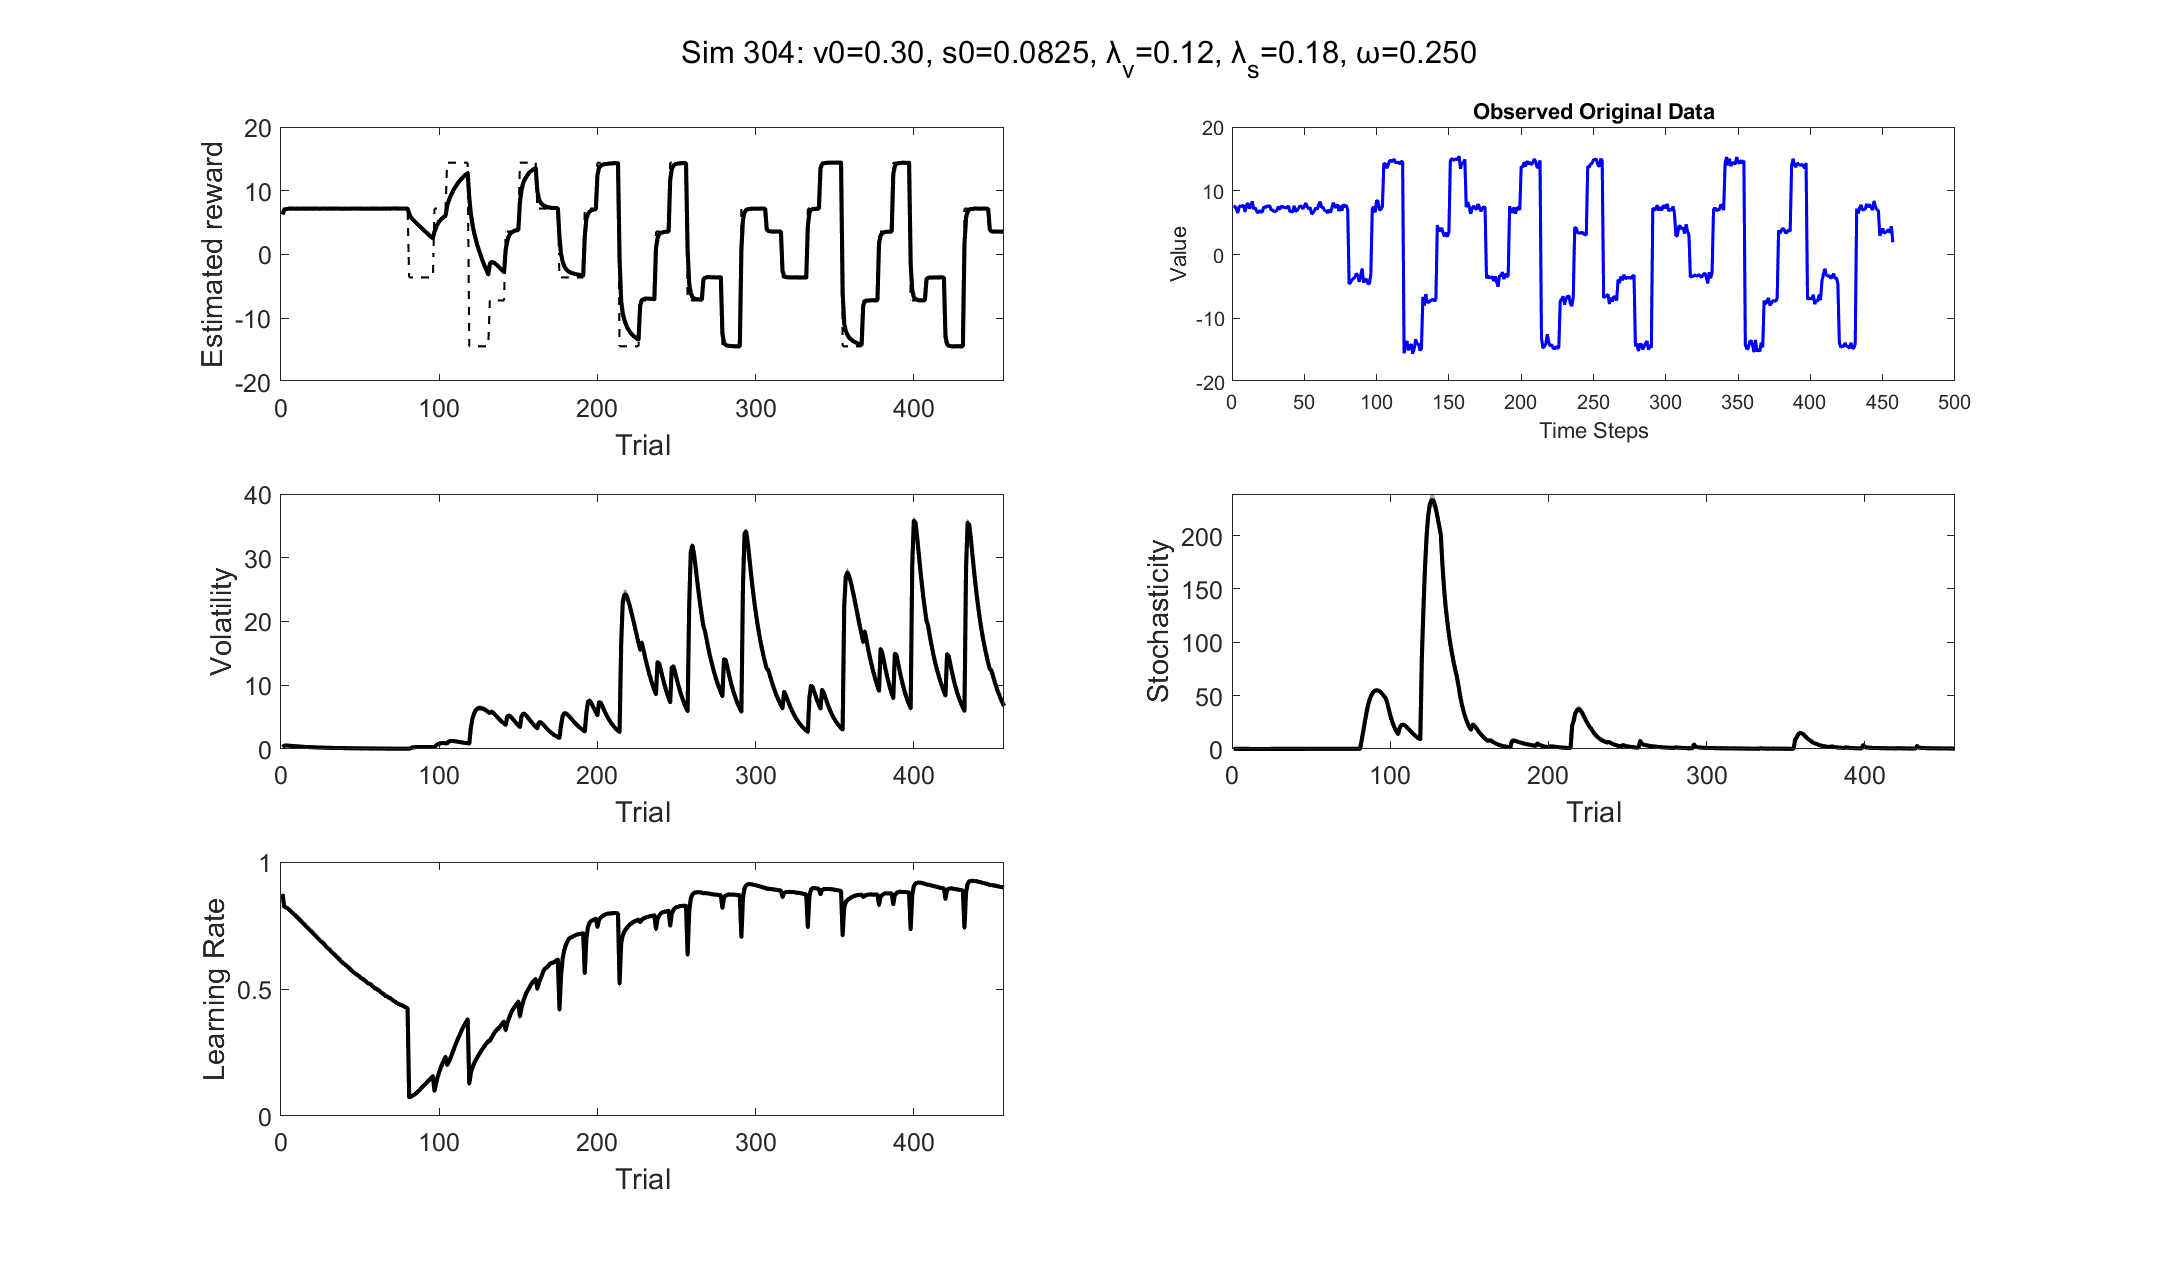 Sim 304: v0=0.30, s0=0.0825, λv=0.12, λs=0.18, ω=0.250
Estimated reward
20
10
0
-10
-20
0 100 200 300 400
Trial
Observed Original Data
Value
20
10
0
-10
-20
0 50 100 150 200 250 300 350 400 450 500
Time Steps
Volatility
40
30
20
10
0
0 100 200 300 400
Trial
Stochasticity
200
150
100
50
0
0 100 200 300 400
Trial
Learning Rate
1
0.5
0
0 100 200 300 400
Trial